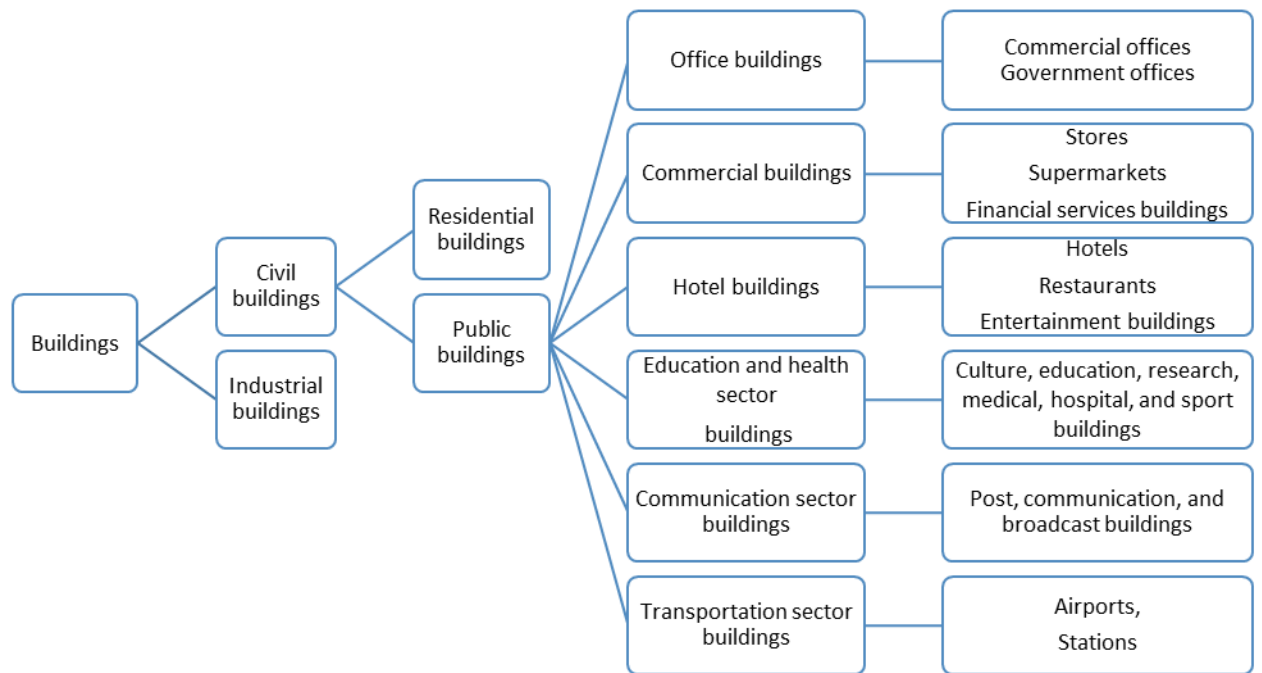 Buildings
Civil
buildings
Industrial
buildings
Residential
buildings
Public
buildings
Office buildings
Commercial offices
Government offices
Commercial buildings
Stores
Supermarkets
Financial services buildings
Hotel buildings
Hotels
Restaurants
Entertainment buildings
Education and health
sector
buildings
Culture, education, research,
medical, hospital, and sport
buildings
Communication sector
buildings
Post, communication, and
broadcast buildings
Transportation sector
buildings
Airports,
Stations